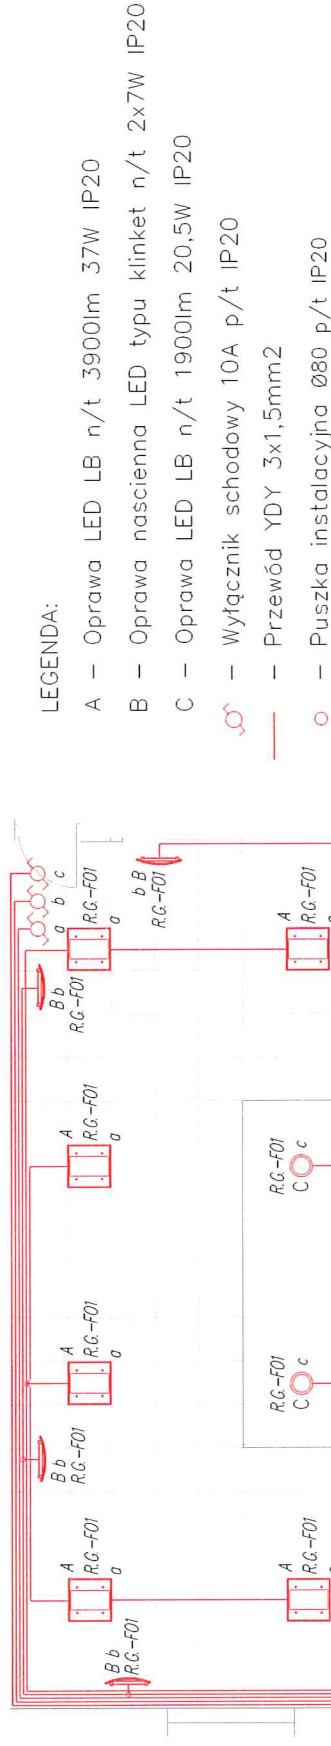 LEGENDA:
A – Oprawa LED LB n/t 3900lm 37W IP20
B – Oprawa naścienna LED typu klinket n/t 2x7W IP20
C – Oprawa LED LB n/t 1900lm 20,5W IP20
– Wyłącznik schodowy 10A p/t IP20
– Przewód YDY 3x1,5mm2
– Puszka instalacyjna Ø80 p/t IP20
a b c
B b
R.G.-F01
B b
R.G.-F01
B b
R.G.-F01
b B
R.G.-F01
A
R.G.-F01
a
A
R.G.-F01
a
A
R.G.-F01
a
R.G.-F01
a
A
R.G.-F01
A
R.G.-F01
R.G.-F01
C c
R.G.-F01
C c